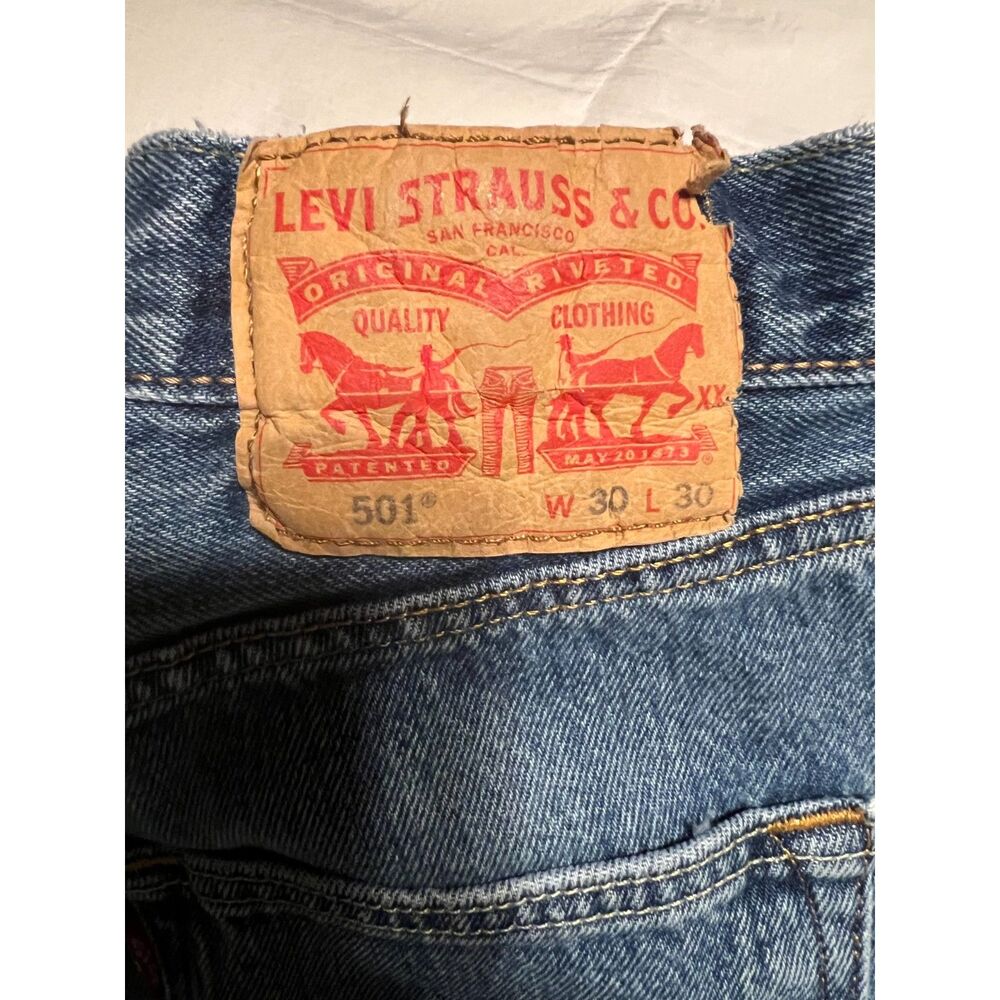 LEVI STRAUSS & CO.
SAN FRANCISCO
CAL
ORIGINAL RIVETED
QUALITY CLOTHING
XX
PATENTED MAY 20 1873 ®
501® W 30 L 30